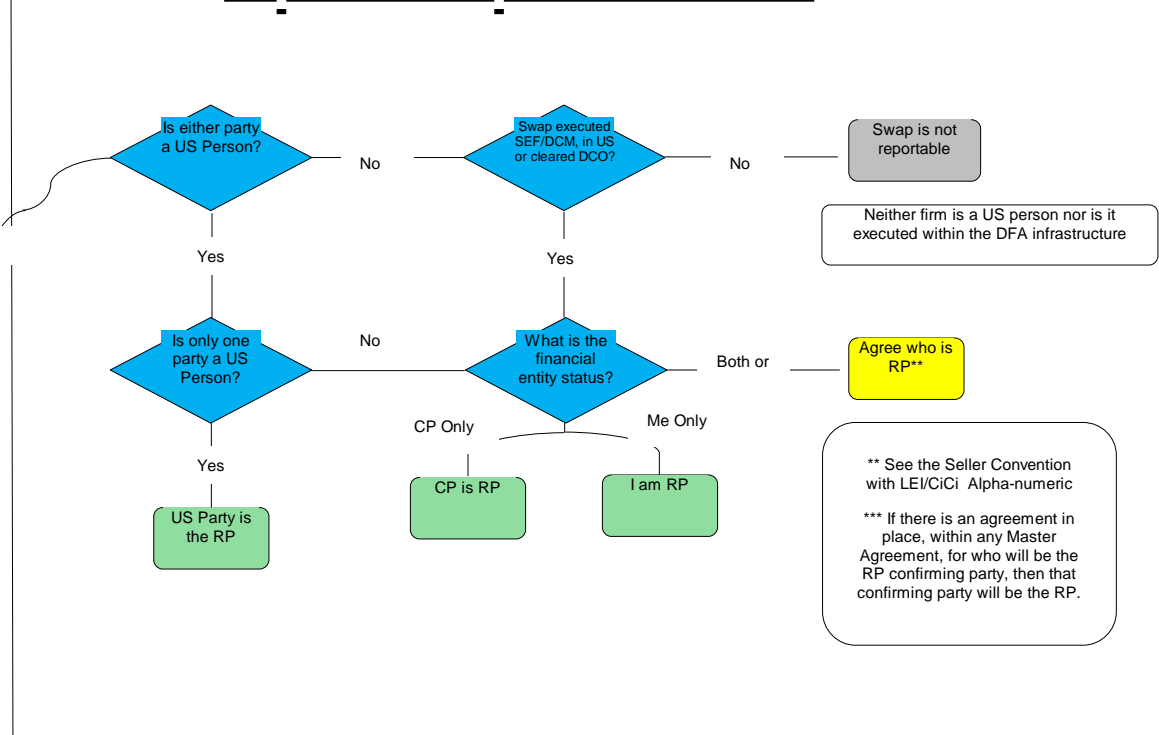 Is either party
a US Person?
No
Swap executed
SEF/DCM, in US
or cleared DCO?
No
Swap is not
reportable
Neither firm is a US person nor is it
executed within the DFA infrastructure
Yes
Yes
Is only one
party a US
Person?
No
What is the
financial
entity status?
Both or
Agree who is
RP**
CP Only
Me Only
Yes
CP is RP
I am RP
US Party is
the RP
** See the Seller Convention
with LEI/CiCi Alpha-numeric
*** If there is an agreement in
place, within any Master
Agreement, for who will be the
RP confirming party, then that
confirming party will be the RP.